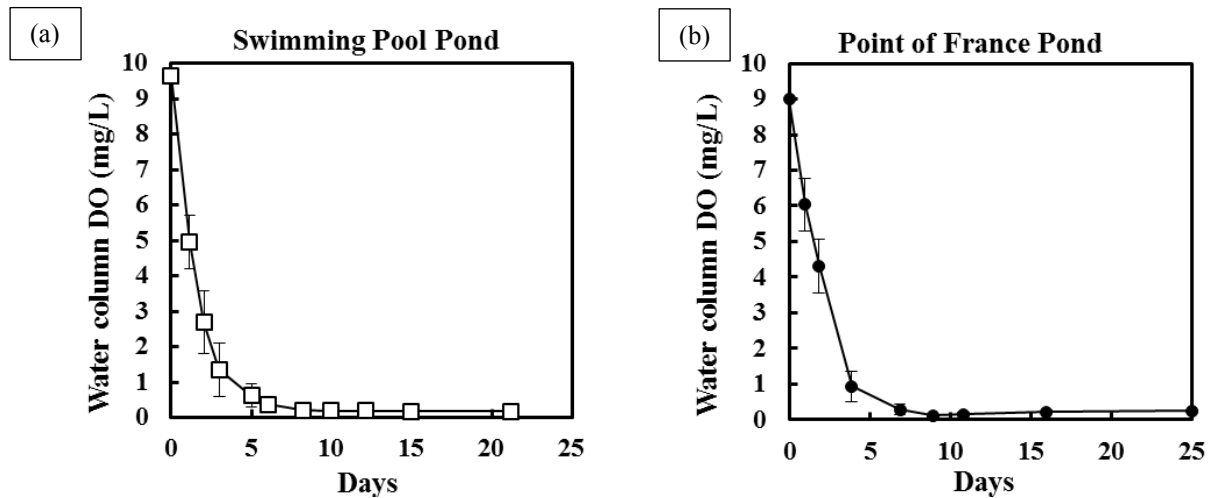 (a)
Swimming Pool Pond
Water column DO (mg/L)
10
9
8
7
6
5
4
3
2
1
0
0 5 10 15 20 25
Days
(b)
Point of France Pond
Water column DO (mg/L)
10
9
8
7
6
5
4
3
2
1
0
0 5 10 15 20 25
Days